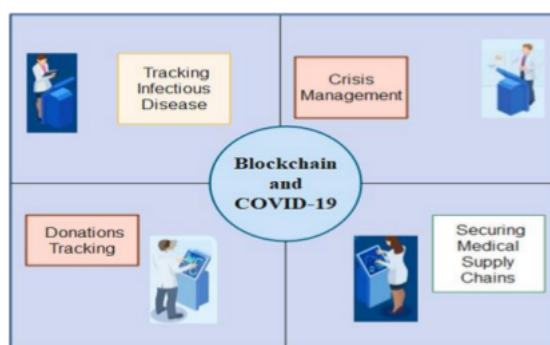 Tracking
Infectious
Disease
Crisis
Management
Blockchain
and
COVID-19
Donations
Tracking
Securing
Medical
Supply
Chains